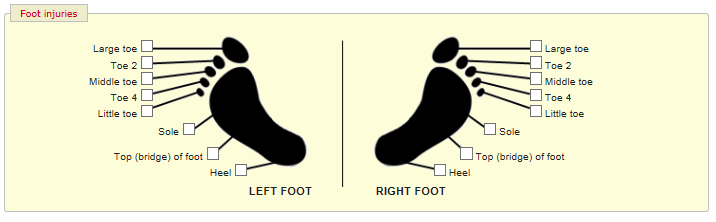 Foot injuries
Large toe
Toe 2
Middle toe
Toe 4
Little toe
Sole
Top (bridge) of foot
Heel
LEFT FOOT
Large toe
Toe 2
Middle toe
Toe 4
Little toe
Sole
Top (bridge) of foot
Heel
RIGHT FOOT